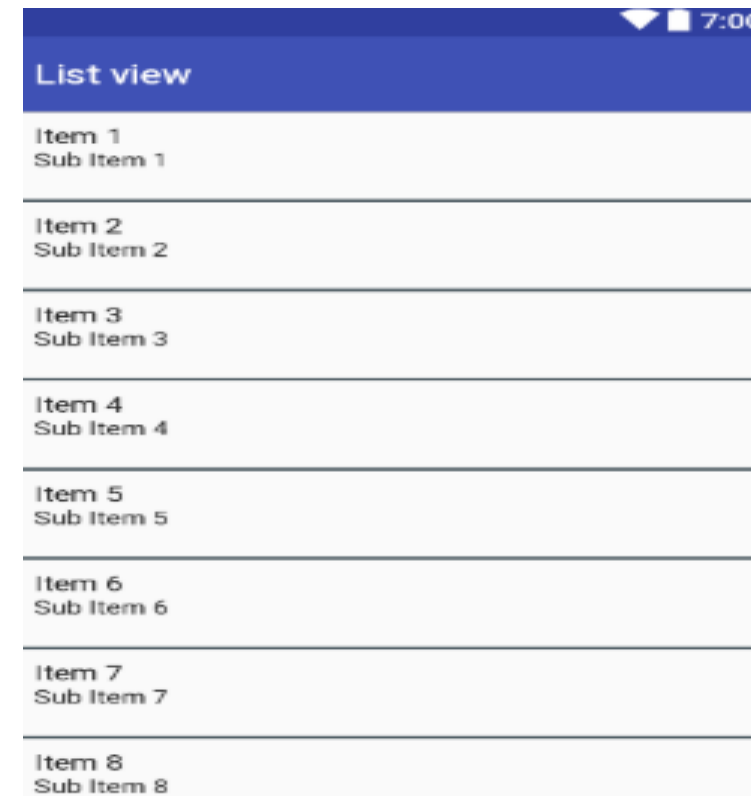 7:00
List view
Item 1
Sub Item 1
Item 2
Sub Item 2
Item 3
Sub Item 3
Item 4
Sub Item 4
Item 5
Sub Item 5
Item 6
Sub Item 6
Item 7
Sub Item 7
Item 8
Sub Item 8